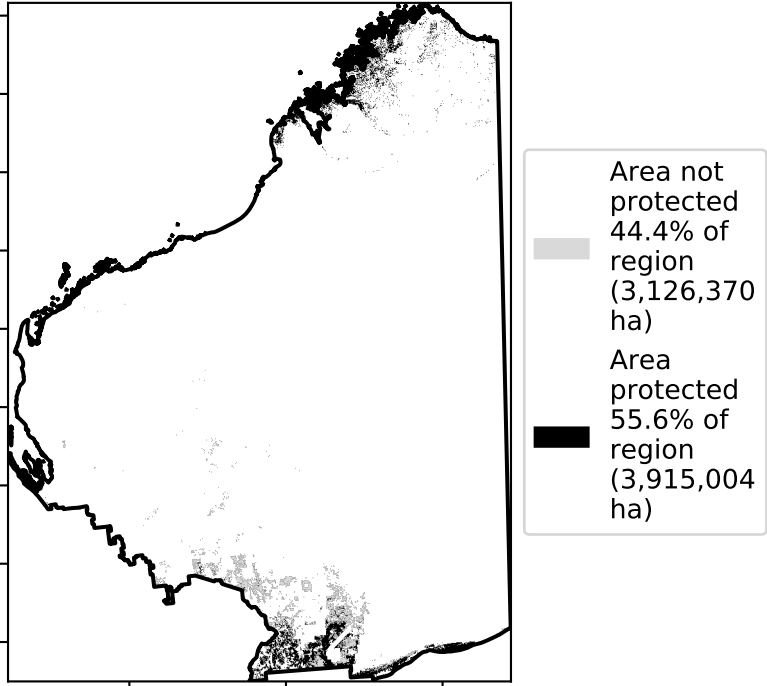 Area not
protected
44.4% of
region
(3,126,370
ha)
Area
protected
55.6% of
region
(3,915,004
ha)